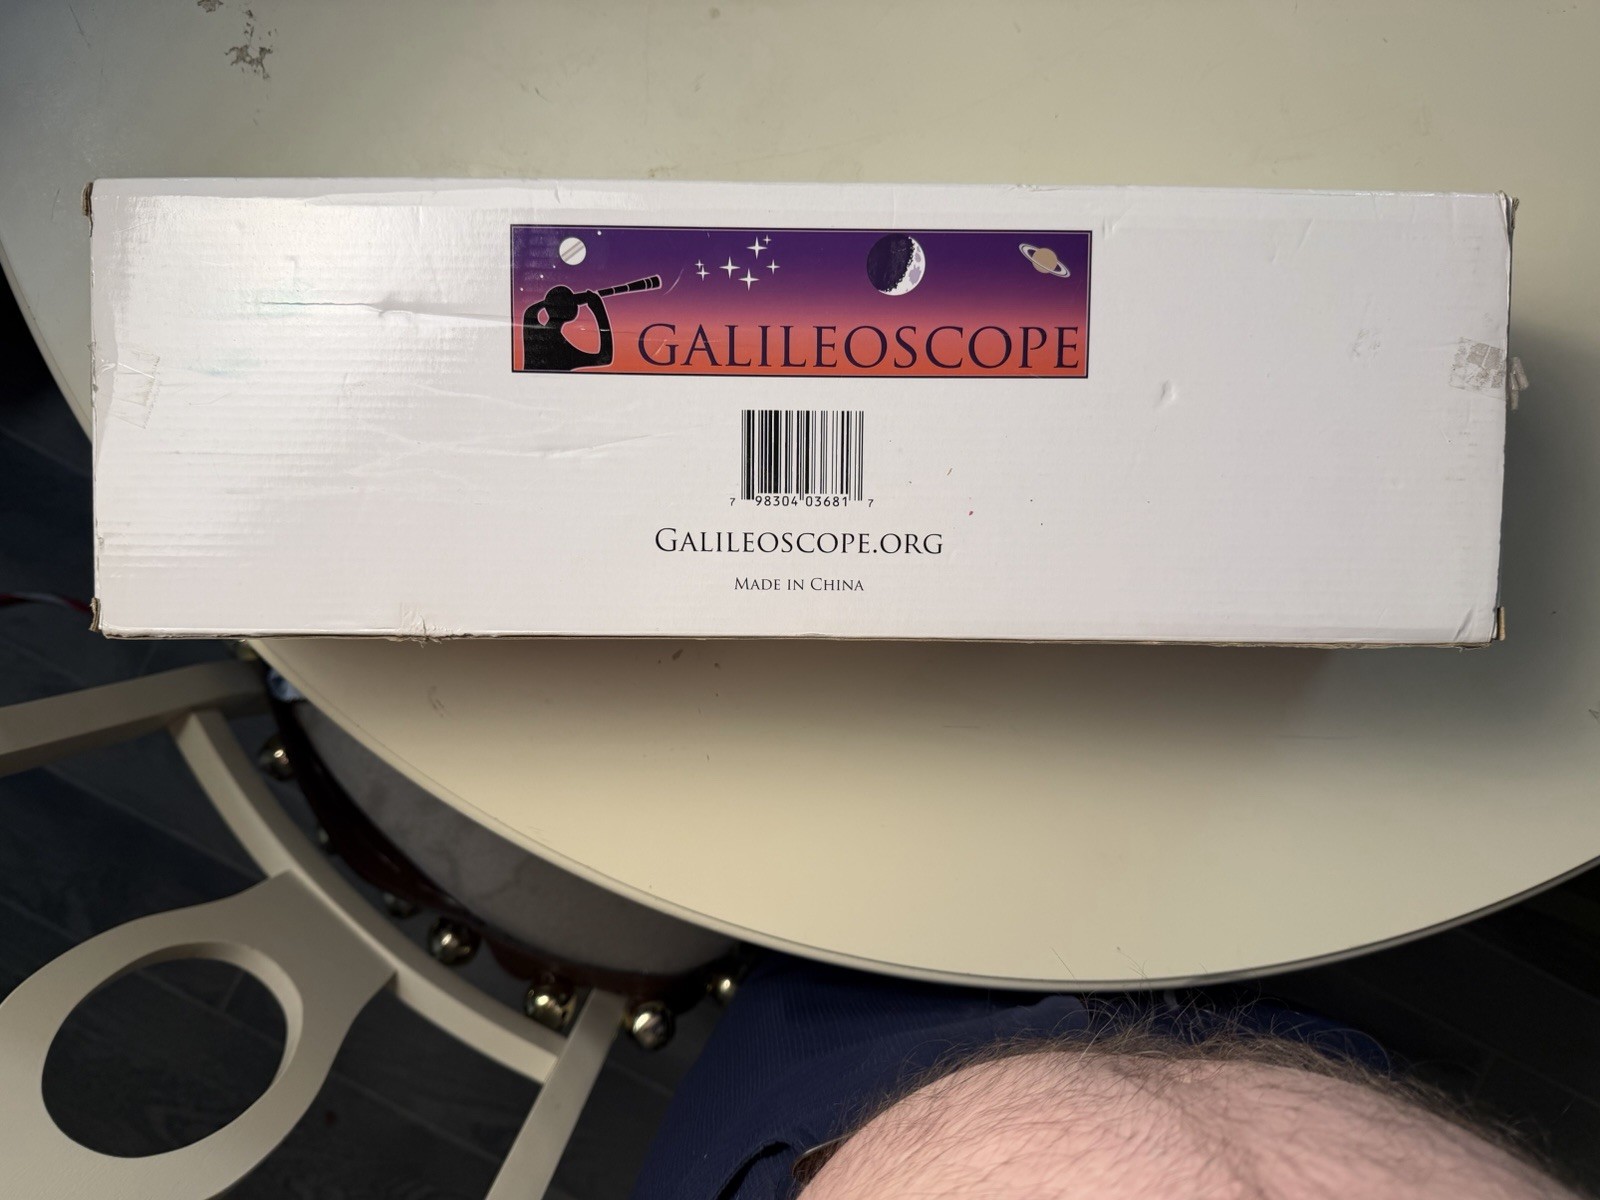 GALILEOSCOPE
7 98304 03681 7
GALILEOSCOPE.ORG
MADE IN CHINA